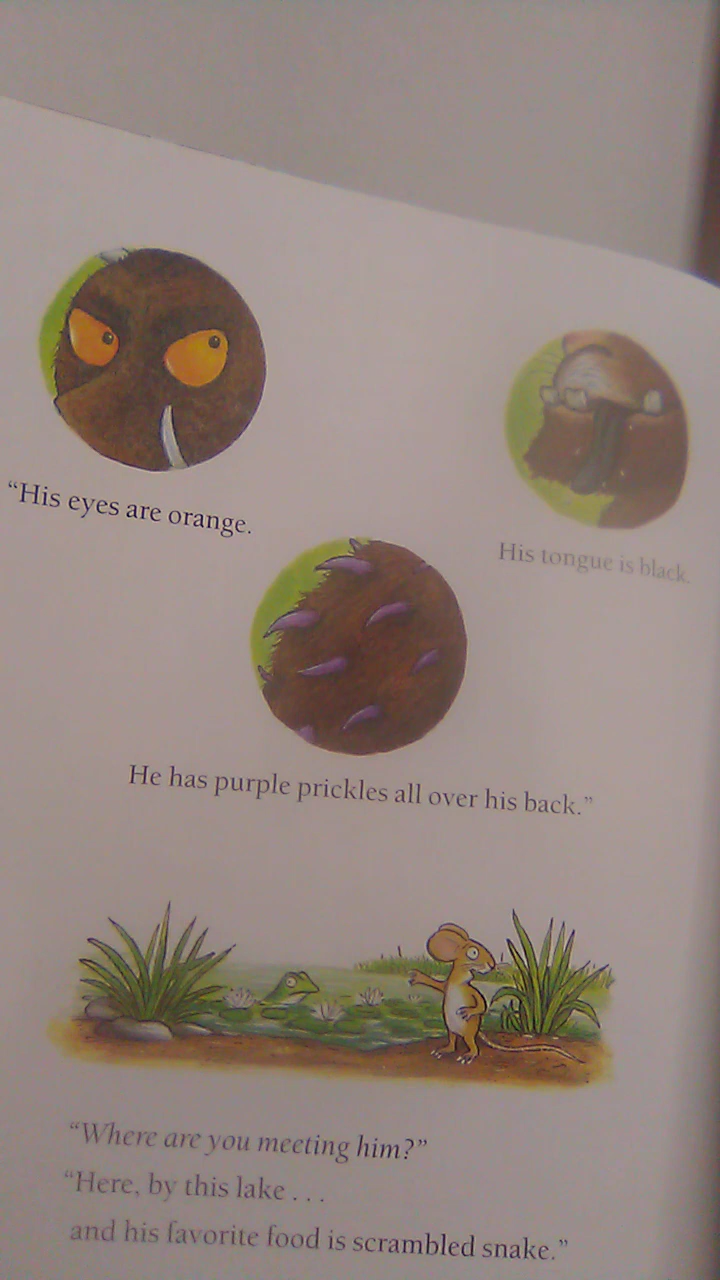 "His eyes are orange.
His tongue is black.
He has purple prickles all over his back."
"Where are you meeting him?"
"Here, by this lake . . .
and his favorite food is scrambled snake."